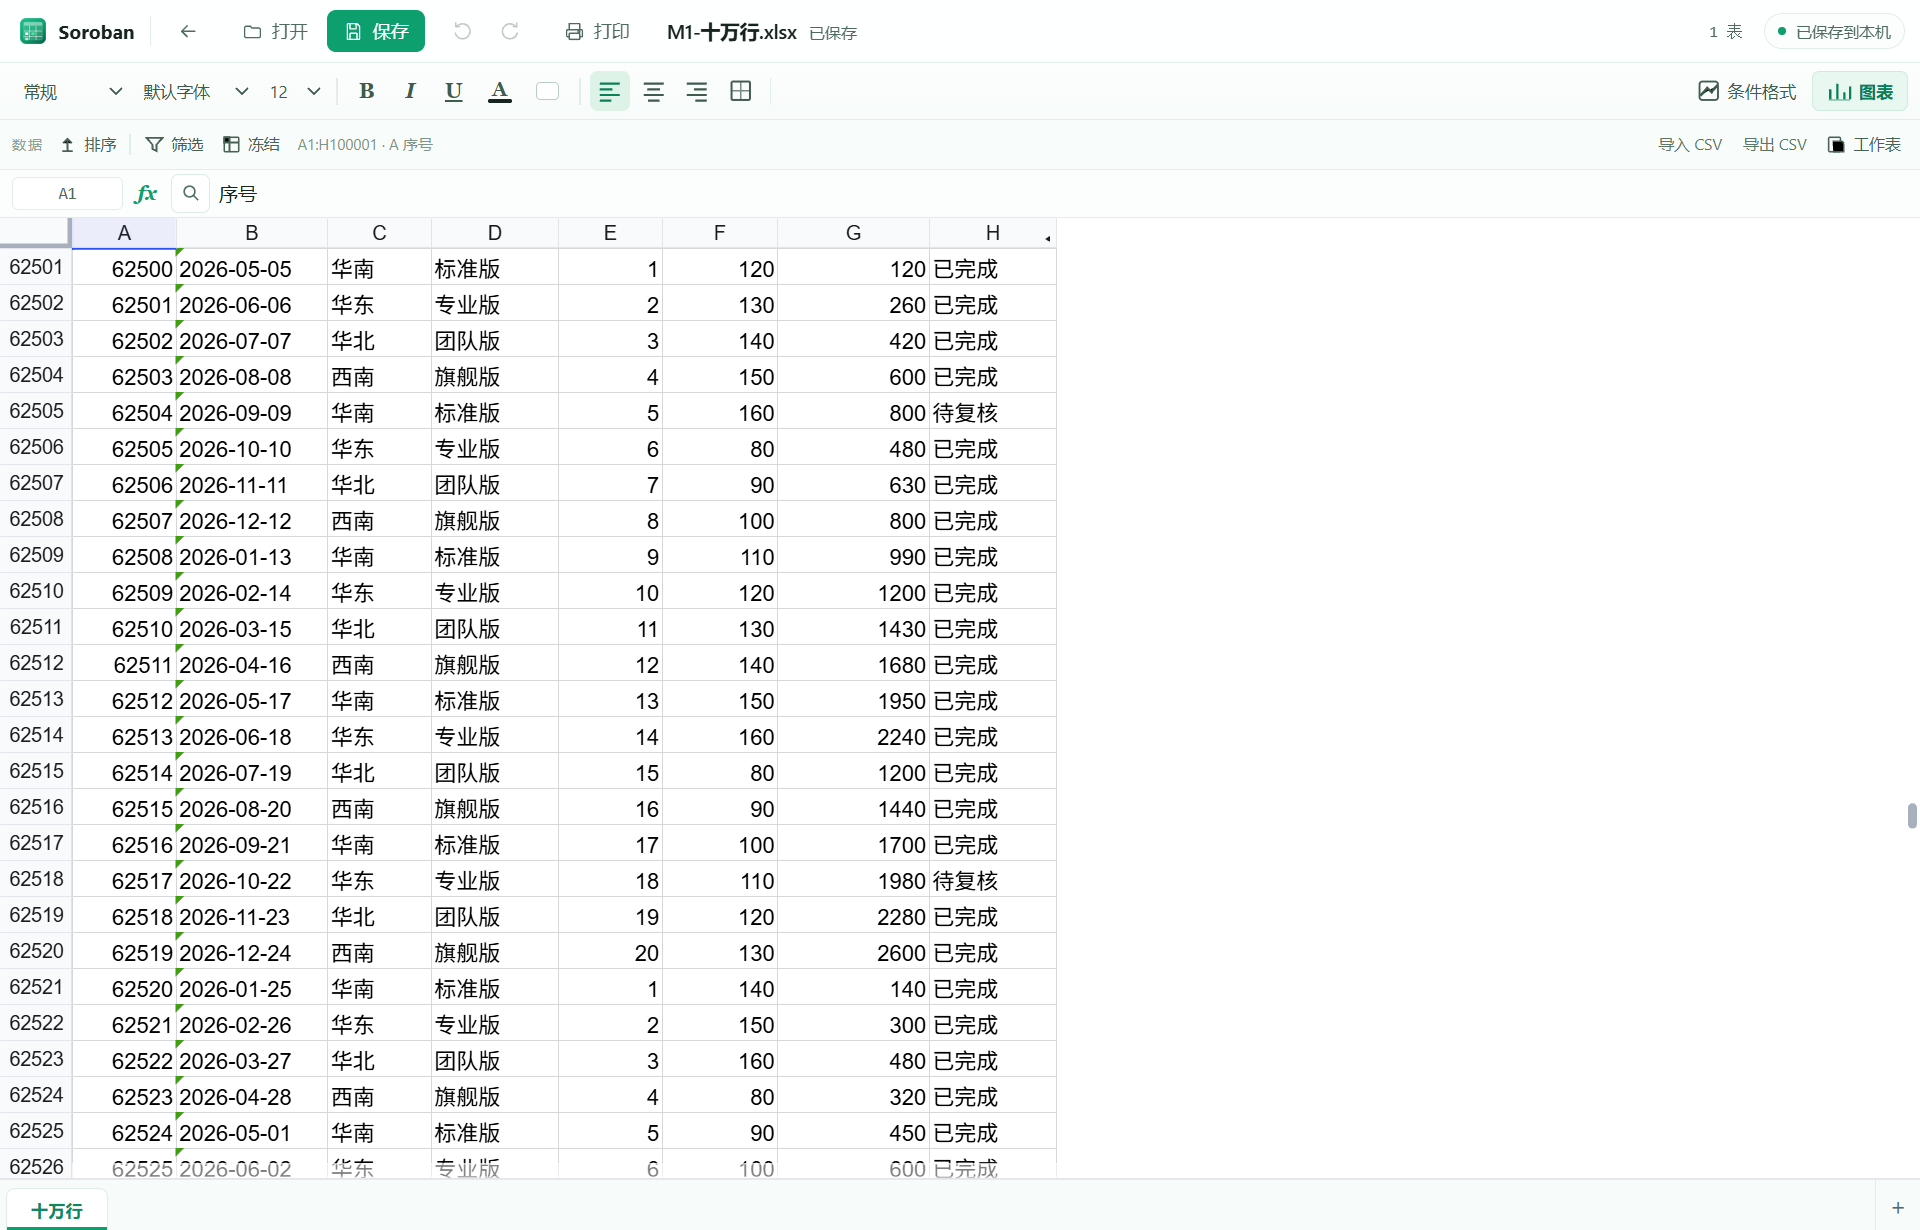 Soroban 打开 保存 打印 M1-十万行.xlsx 已保存 1 表 已保存到本机
常规 默认字体 12 B I U A 条件格式 图表
数据 排序 筛选 冻结 A1:H100001 · A 序号 导入 CSV 导出 CSV 工作表
A1 fx 序号
A B C D E F G H
62501 62500 2026-05-05 华南 标准版 1 120 120 已完成
62502 62501 2026-06-06 华东 专业版 2 130 260 已完成
62503 62502 2026-07-07 华北 团队版 3 140 420 已完成
62504 62503 2026-08-08 西南 旗舰版 4 150 600 已完成
62505 62504 2026-09-09 华南 标准版 5 160 800 待复核
62506 62505 2026-10-10 华东 专业版 6 80 480 已完成
62507 62506 2026-11-11 华北 团队版 7 90 630 已完成
62508 62507 2026-12-12 西南 旗舰版 8 100 800 已完成
62509 62508 2026-01-13 华南 标准版 9 110 990 已完成
62510 62509 2026-02-14 华东 专业版 10 120 1200 已完成
62511 62510 2026-03-15 华北 团队版 11 130 1430 已完成
62512 62511 2026-04-16 西南 旗舰版 12 140 1680 已完成
62513 62512 2026-05-17 华南 标准版 13 150 1950 已完成
62514 62513 2026-06-18 华东 专业版 14 160 2240 已完成
62515 62514 2026-07-19 华北 团队版 15 80 1200 已完成
62516 62515 2026-08-20 西南 旗舰版 16 90 1440 已完成
62517 62516 2026-09-21 华南 标准版 17 100 1700 已完成
62518 62517 2026-10-22 华东 专业版 18 110 1980 待复核
62519 62518 2026-11-23 华北 团队版 19 120 2280 已完成
62520 62519 2026-12-24 西南 旗舰版 20 130 2600 已完成
62521 62520 2026-01-25 华南 标准版 1 140 140 已完成
62522 62521 2026-02-26 华东 专业版 2 150 300 已完成
62523 62522 2026-03-27 华北 团队版 3 160 480 已完成
62524 62523 2026-04-28 西南 旗舰版 4 80 320 已完成
62525 62524 2026-05-01 华南 标准版 5 90 450 已完成
62526 62525 2026-06-02 华东 专业版 6 100 600 已完成
十万行 +